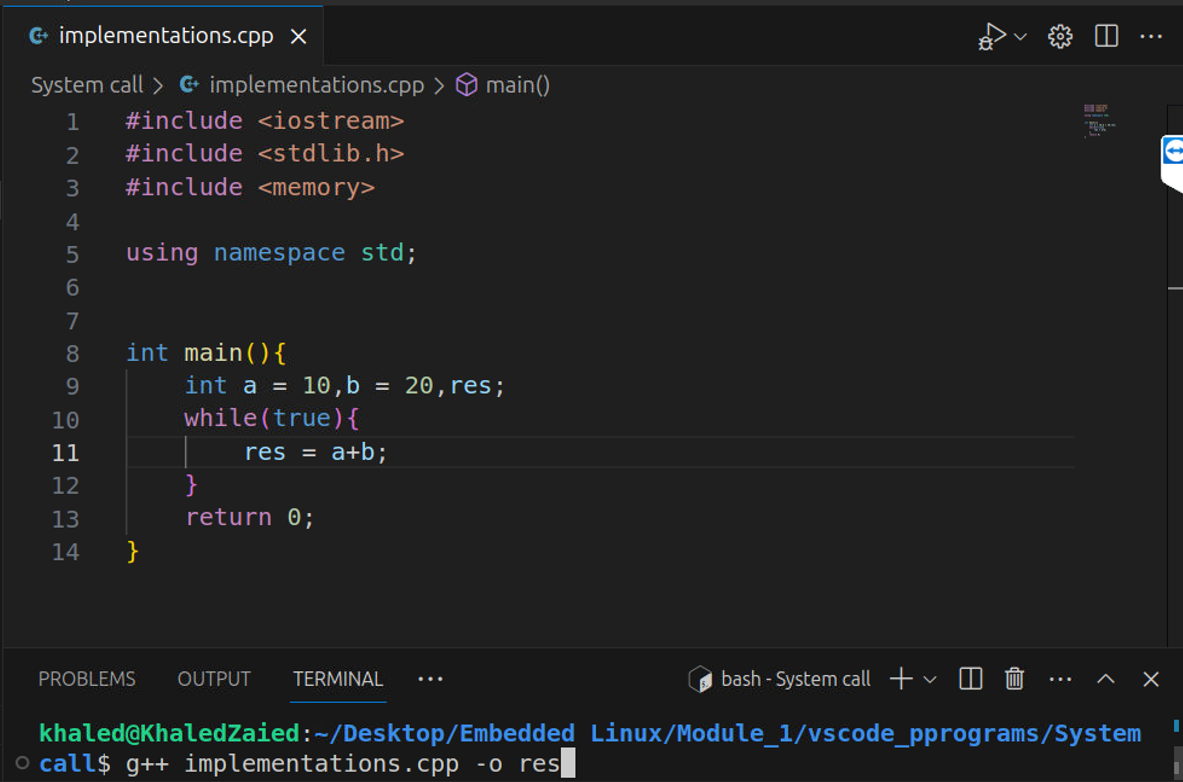 implementations.cpp
System call > implementations.cpp > main()
1 #include <iostream>
2 #include <stdlib.h>
3 #include <memory>
4
5 using namespace std;
6
7
8 int main(){
9 int a = 10,b = 20,res;
10 while(true){
11 res = a+b;
12 }
13 return 0;
14 }
PROBLEMS OUTPUT TERMINAL ··· bash - System call
khaled@KhaledZaied:~/Desktop/Embedded Linux/Module_1/vscode_pprograms/System
call$ g++ implementations.cpp -o res